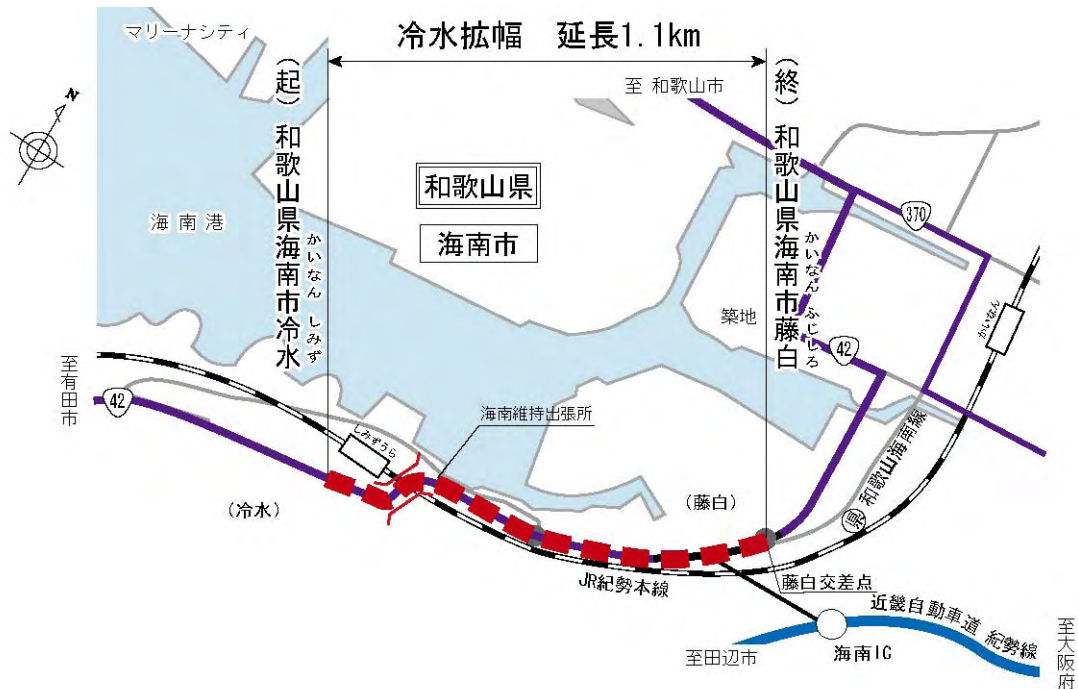 マリーナシティ
冷水拡幅 延長1.1km
至 和歌山市
N
(起)和歌山県海南市冷水
かいなん しみず
(終)和歌山県海南市藤白
かいなん ふじしろ
和歌山県
海南市
海南港
370
築地
42
かいなん
至有田市
42
海南維持出張所
しみずうら
(冷水)
(藤白)
県 和歌山海南線
JR紀勢本線
藤白交差点
近畿自動車道 紀勢線
至田辺市
海南IC
至大阪府